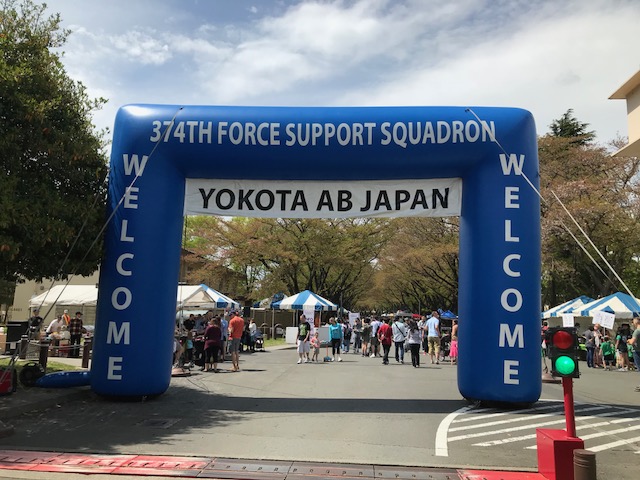 374TH FORCE SUPPORT SQUADRON
YOKOTA AB JAPAN
WELCOME
WELCOME